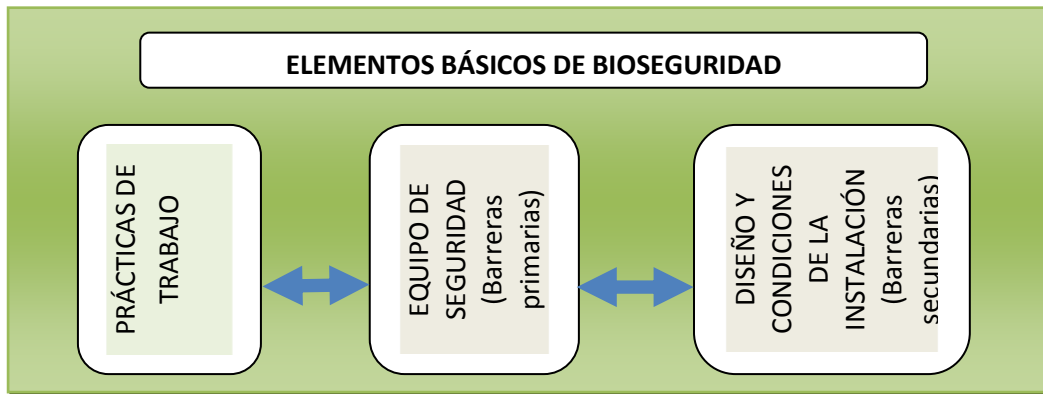 ELEMENTOS BÁSICOS DE BIOSEGURIDAD
PRÁCTICAS DE
TRABAJO
EQUIPO DE
SEGURIDAD
(Barreras
primarias)
DISEÑO Y
CONDICIONES
DE LA
INSTALACIÓN
(Barreras
secundarias)